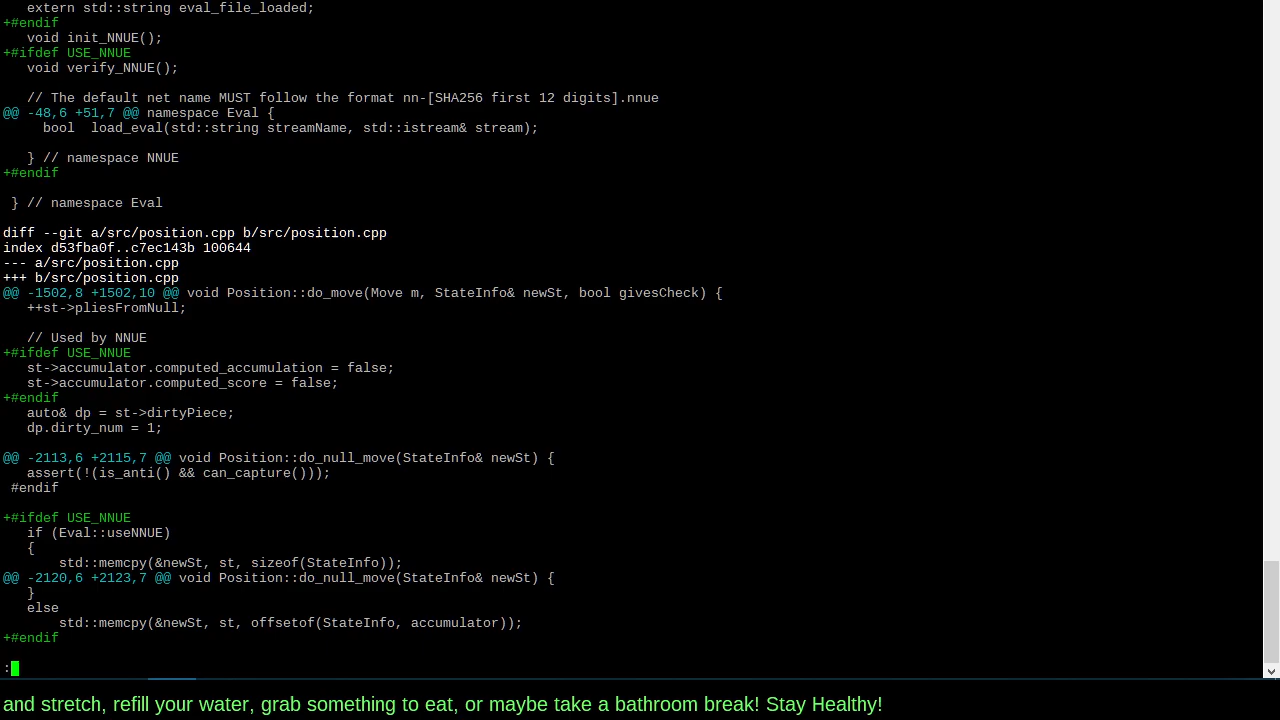 extern std::string eval_file_loaded;
+#endif
   void init_NNUE();
+#ifdef USE_NNUE
   void verify_NNUE();

   // The default net name MUST follow the format nn-[SHA256 first 12 digits].nnue
@@ -48,6 +51,7 @@ namespace Eval {
     bool  load_eval(std::string streamName, std::istream& stream);

   } // namespace NNUE
+#endif

 } // namespace Eval

diff --git a/src/position.cpp b/src/position.cpp
index d53fba0f..c7ec143b 100644
--- a/src/position.cpp
+++ b/src/position.cpp
@@ -1502,8 +1502,10 @@ void Position::do_move(Move m, StateInfo& newSt, bool givesCheck) {
   ++st->pliesFromNull;

   // Used by NNUE
+#ifdef USE_NNUE
   st->accumulator.computed_accumulation = false;
   st->accumulator.computed_score = false;
+#endif
   auto& dp = st->dirtyPiece;
   dp.dirty_num = 1;

@@ -2113,6 +2115,7 @@ void Position::do_null_move(StateInfo& newSt) {
   assert(!(is_anti() && can_capture()));
 #endif

+#ifdef USE_NNUE
   if (Eval::useNNUE)
   {
       std::memcpy(&newSt, st, sizeof(StateInfo));
@@ -2120,6 +2123,7 @@ void Position::do_null_move(StateInfo& newSt) {
   }
   else
       std::memcpy(&newSt, st, offsetof(StateInfo, accumulator));
+#endif

:
and stretch, refill your water, grab something to eat, or maybe take a bathroom break! Stay Healthy!